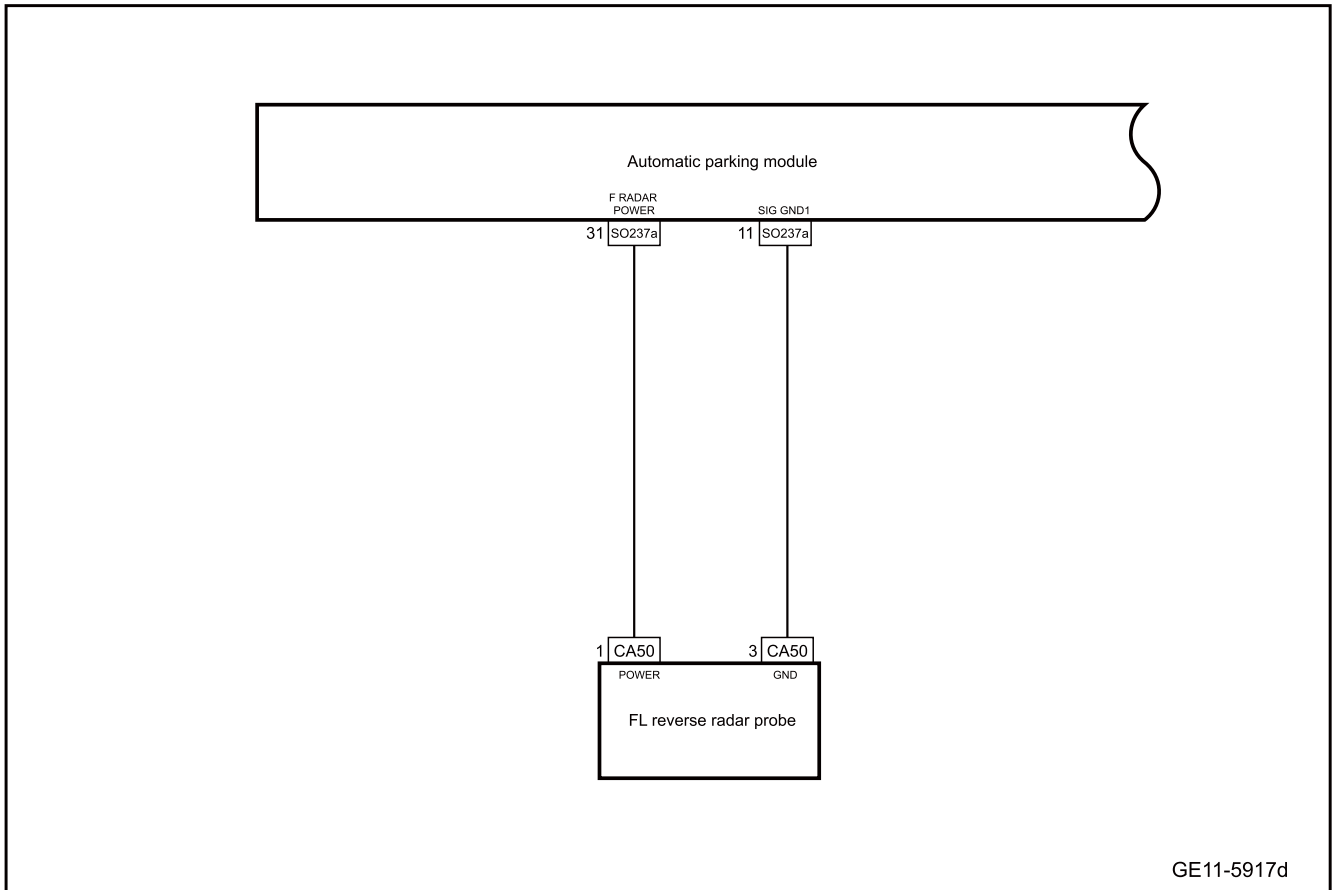 Automatic parking module
F RADAR
POWER
SIG GND1
31 SO237a
11 SO237a
1 CA50
3 CA50
POWER
GND
FL reverse radar probe
GE11-5917d